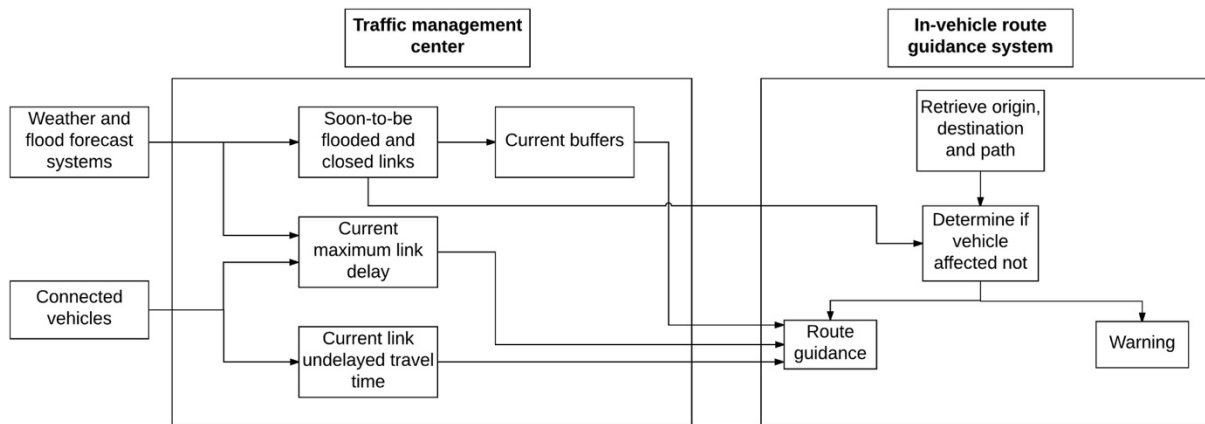 Traffic management
center
In-vehicle route
guidance system
Weather and
flood forecast
systems
Soon-to-be
flooded and
closed links
Current buffers
Retrieve origin,
destination
and path
Current
maximum link
delay
Determine if
vehicle
affected not
Connected
vehicles
Current link
undelayed travel
time
Route
guidance
Warning